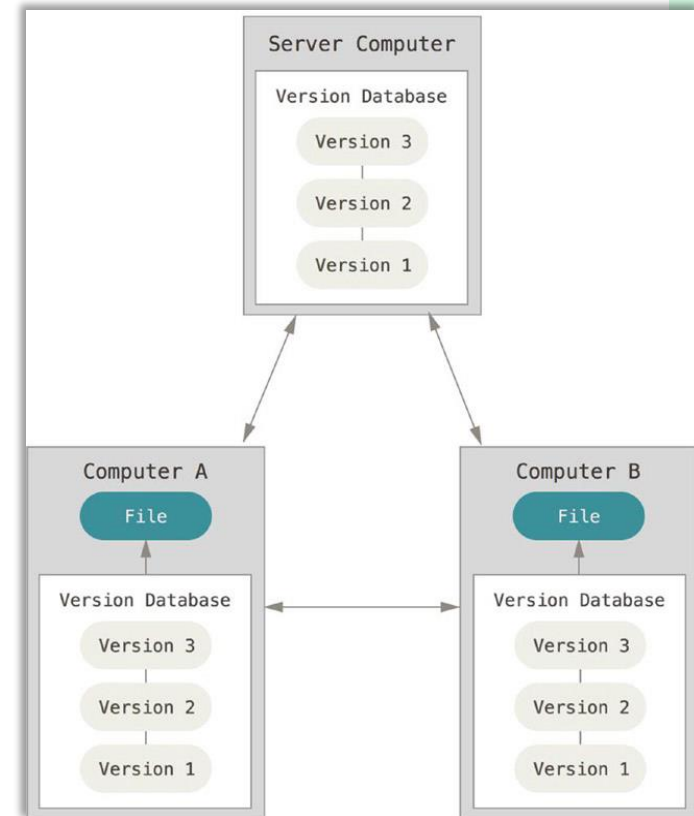 Server Computer
Version Database
Version 3
Version 2
Version 1
Computer A
File
Version Database
Version 3
Version 2
Version 1
Computer B
File
Version Database
Version 3
Version 2
Version 1